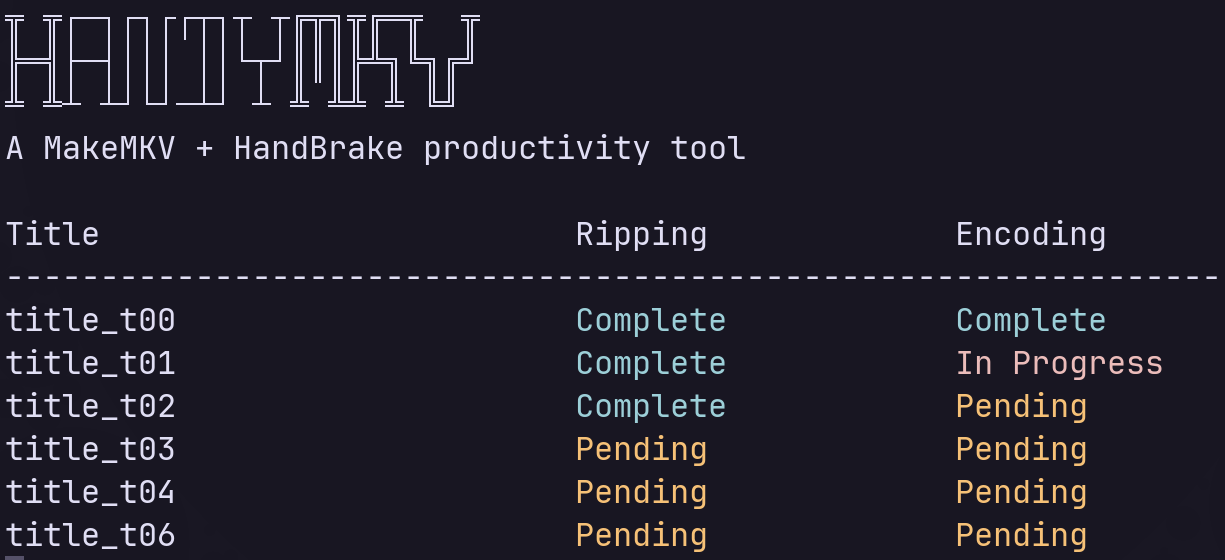 HANDYMKV
A MakeMKV + HandBrake productivity tool
Title Ripping Encoding
----------------------------------------------------------------
title_t00 Complete Complete
title_t01 Complete In Progress
title_t02 Complete Pending
title_t03 Pending Pending
title_t04 Pending Pending
title_t06 Pending Pending